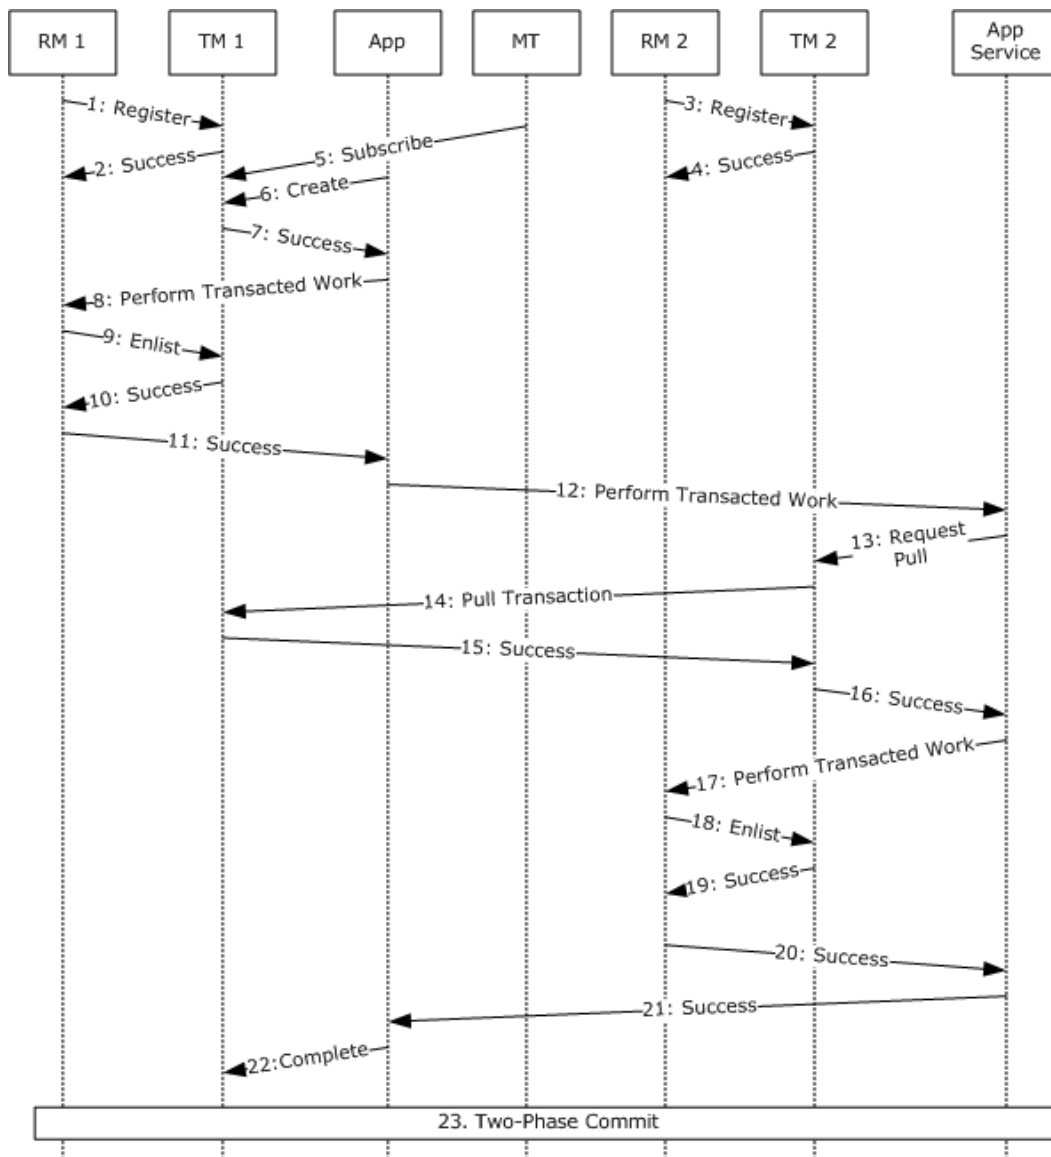 RM 1
TM 1
App
MT
RM 2
TM 2
App
Service
1: Register
3: Register
2: Success
5: Subscribe
4: Success
6: Create
7: Success
8: Perform Transacted Work
9: Enlist
10: Success
11: Success
12: Perform Transacted Work
13: Request
Pull
14: Pull Transaction
15: Success
16: Success
17: Perform Transacted Work
18: Enlist
19: Success
20: Success
21: Success
22:Complete
23. Two-Phase Commit